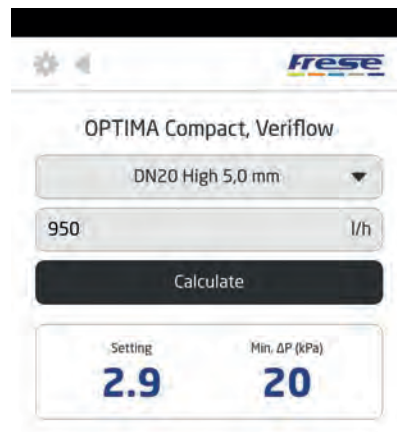 Frese
OPTIMA Compact, Veriflow
DN20 High 5,0 mm
950 l/h
Calculate
Setting Min. ΔP (kPa)
2.9 20